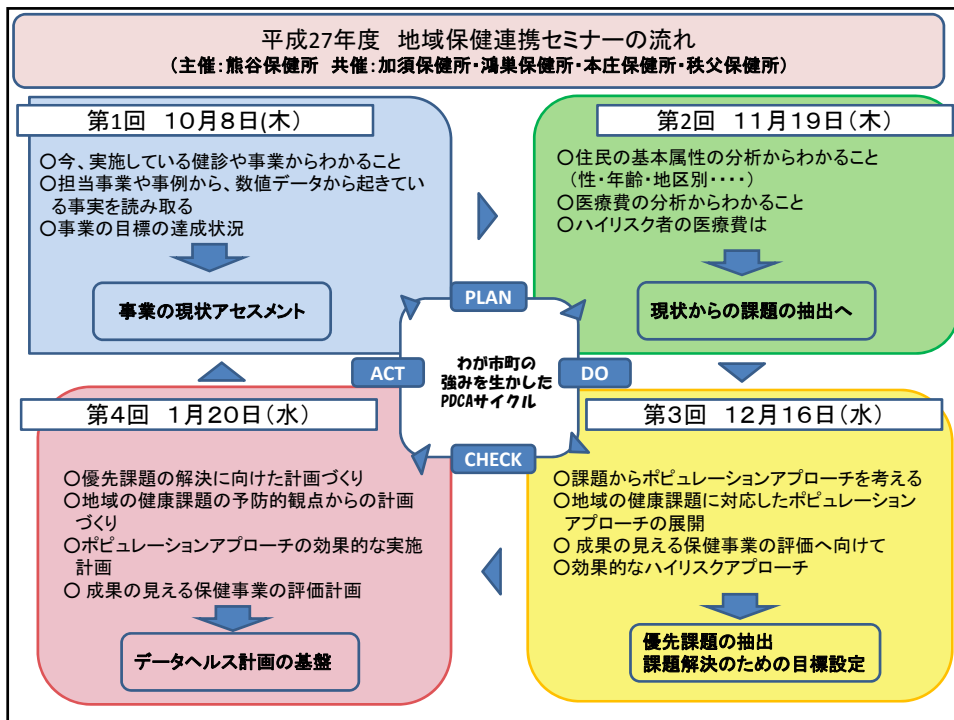 平成27年度 地域保健連携セミナーの流れ
(主催:熊谷保健所 共催:加須保健所・鴻巣保健所・本庄保健所・秩父保健所)
第1回 10月8日(木)
○今、実施している健診や事業からわかること
○担当事業や事例から、数値データから起きてい
る事実を読み取る
○事業の目標の達成状況
事業の現状アセスメント
第2回 11月19日(木)
○住民の基本属性の分析からわかること
(性・年齢・地区別・・・・)
○医療費の分析からわかること
○ハイリスク者の医療費は
現状からの課題の抽出へ
PLAN
ACT
わが市町の
強みを生かした
PDCAサイクル
DO
CHECK
第4回 1月20日(水)
○優先課題の解決に向けた計画づくり
○地域の健康課題の予防的観点からの計画
づくり
○ポピュレーションアプローチの効果的な実施
計画
○ 成果の見える保健事業の評価計画
データヘルス計画の基盤
第3回 12月16日(水)
○課題からポピュレーションアプローチを考える
○地域の健康課題に対応したポピュレーション
アプローチの展開
○ 成果の見える保健事業の評価へ向けて
○効果的なハイリスクアプローチ
優先課題の抽出
課題解決のための目標設定